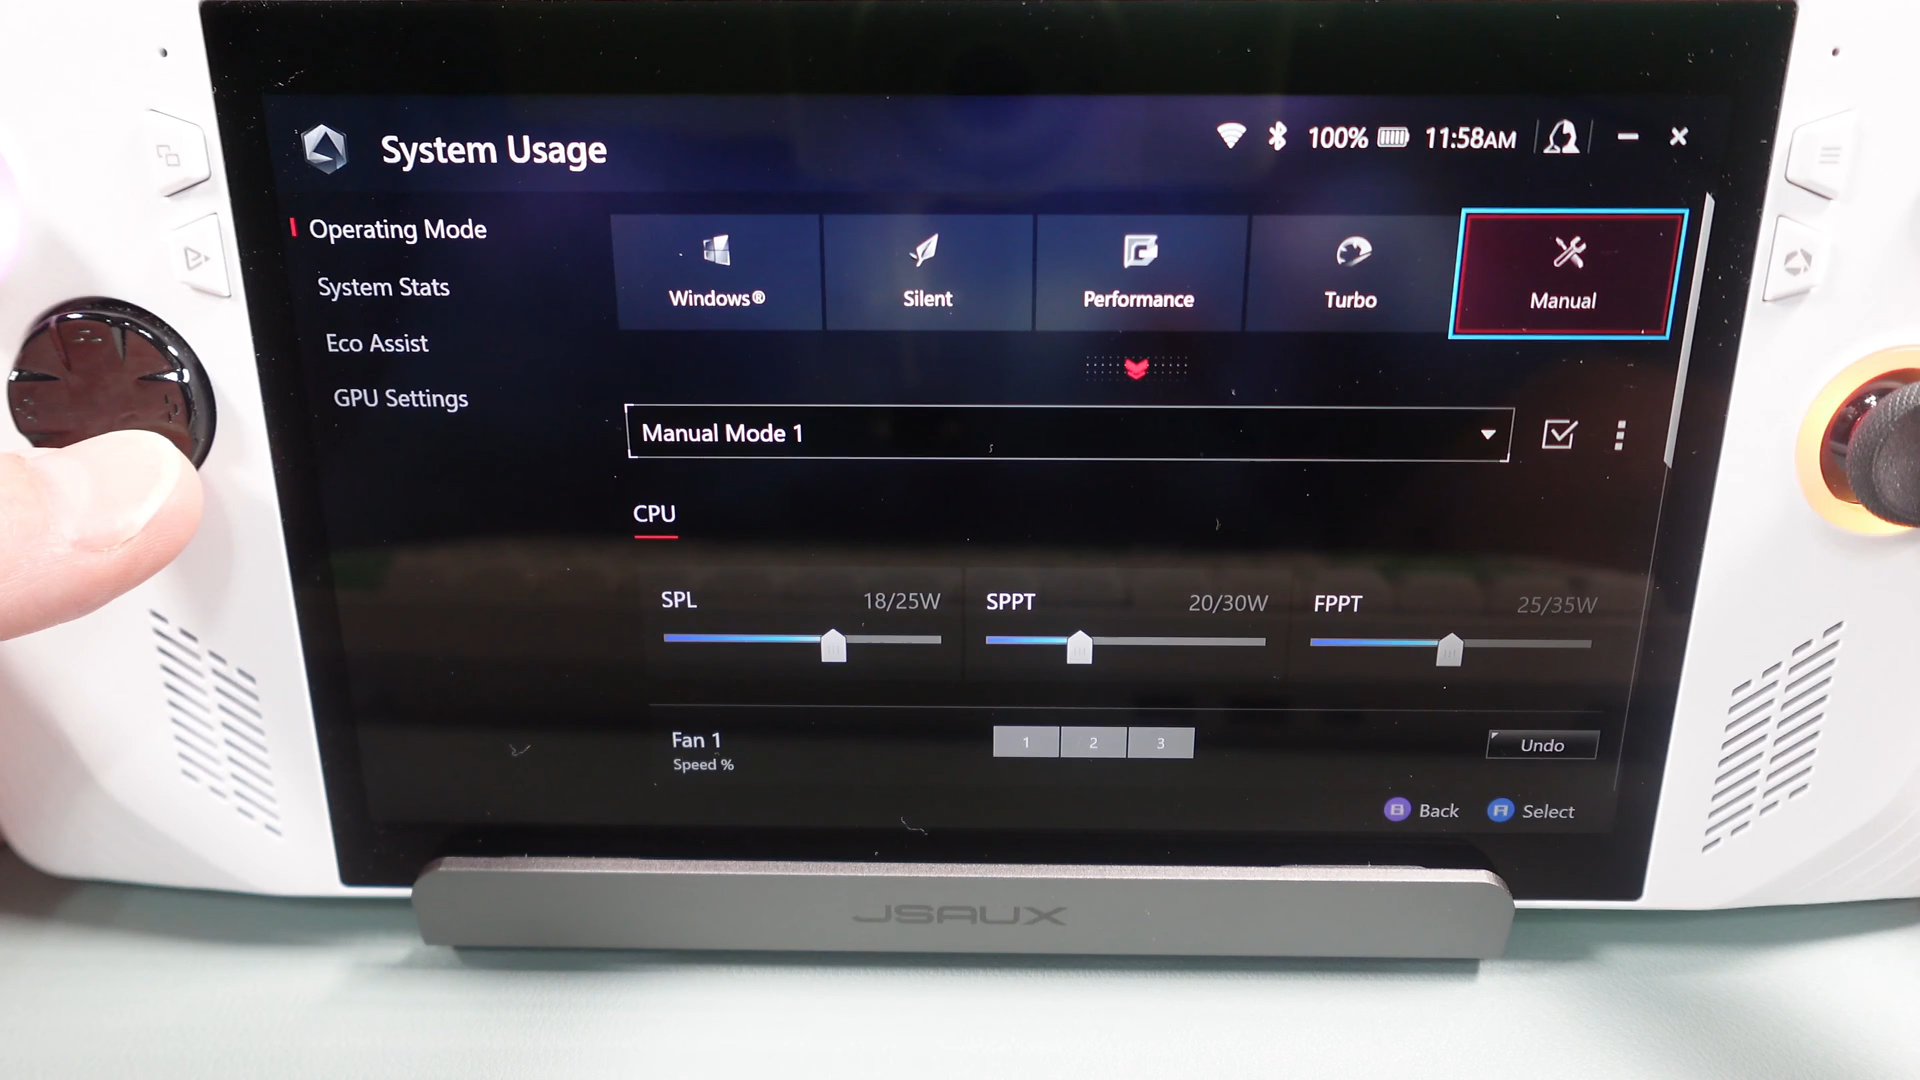 System Usage
100% 11:58AM
Operating Mode
System Stats
Eco Assist
GPU Settings
Windows® Silent Performance Turbo Manual
Manual Mode 1
CPU
SPL 18/25W SPPT 20/30W FPPT 25/35W
Fan 1 1 2 3 Undo
Speed %
B Back A Select
JSAUX